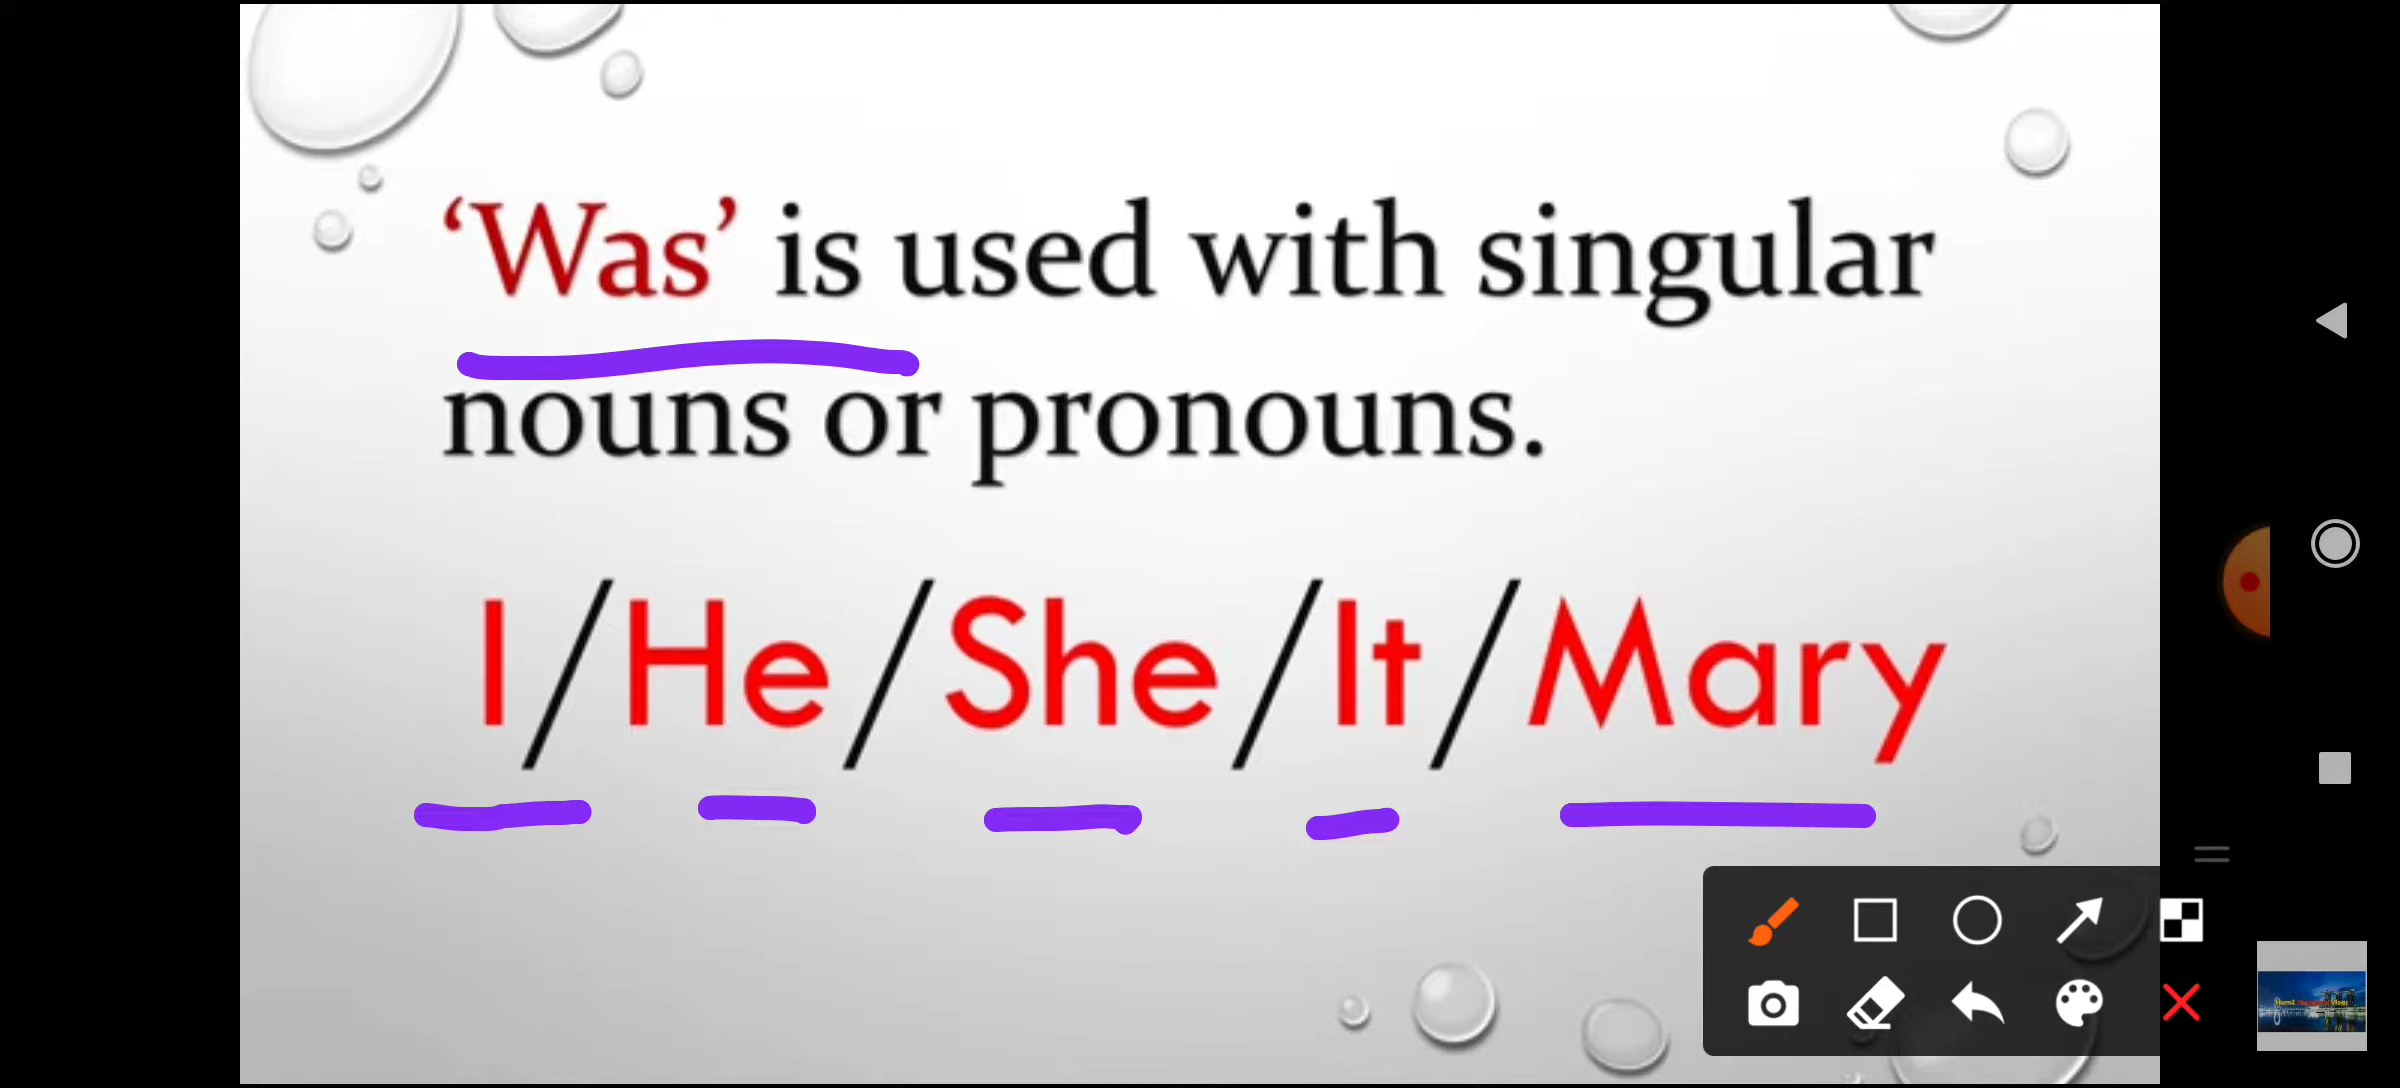 ‘Was’ is used with singular
nouns or pronouns.
I/He/She/It/Mary